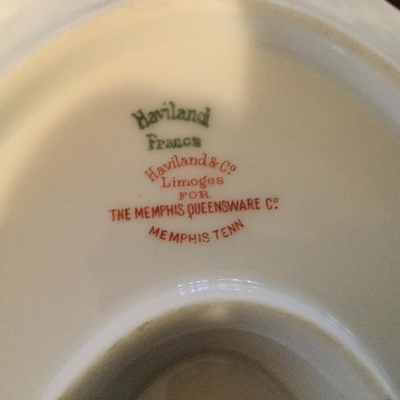 Haviland
France
Haviland & Co
Limoges
FOR
THE MEMPHIS QUEENSWARE Co.
MEMPHIS TENN